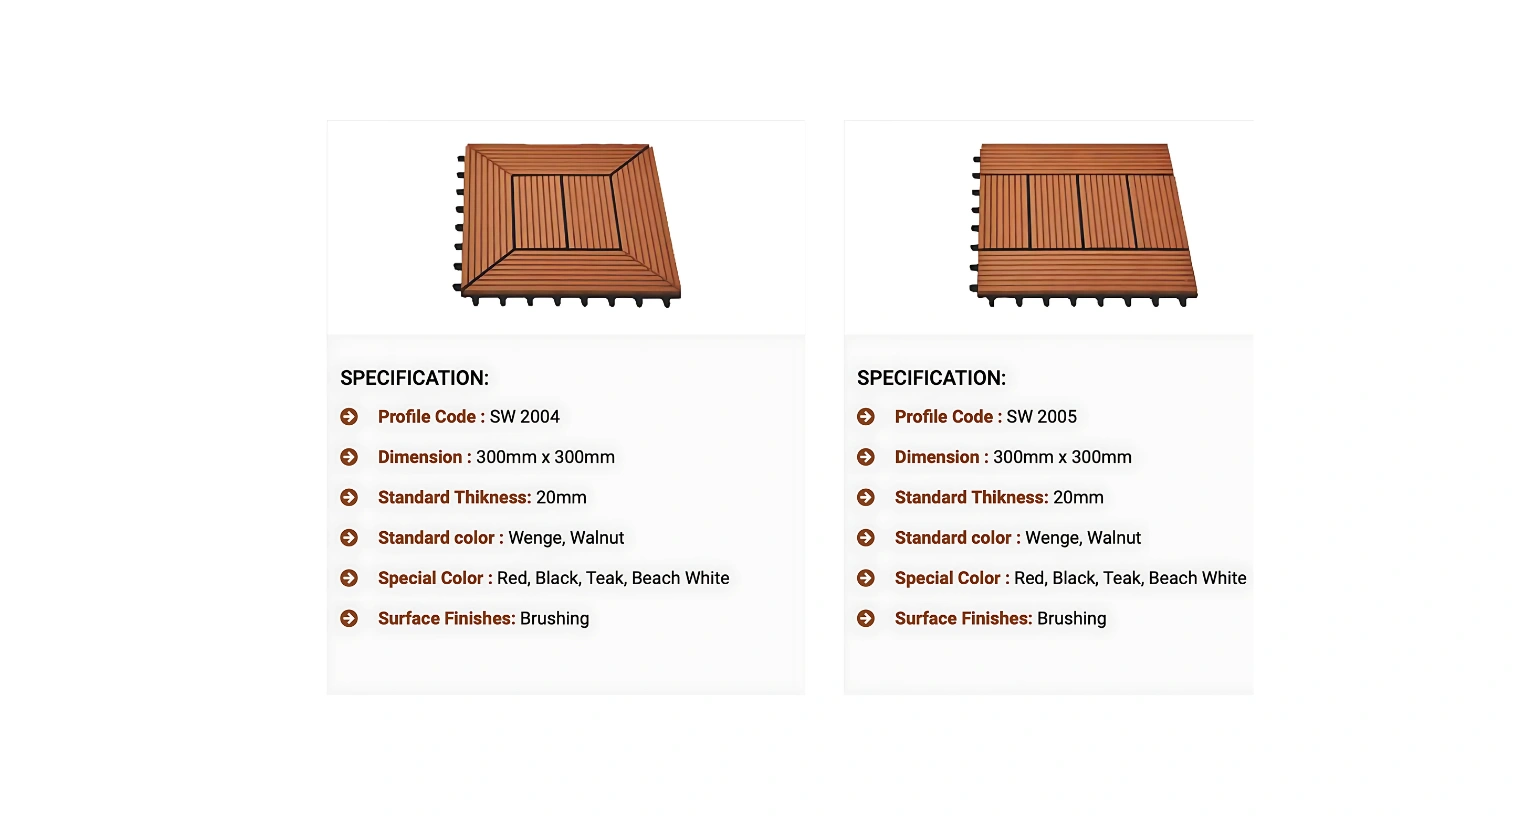 SPECIFICATION:
Profile Code : SW 2004
Dimension : 300mm x 300mm
Standard Thikness: 20mm
Standard color : Wenge, Walnut
Special Color : Red, Black, Teak, Beach White
Surface Finishes: Brushing
SPECIFICATION:
Profile Code : SW 2005
Dimension : 300mm x 300mm
Standard Thikness: 20mm
Standard color : Wenge, Walnut
Special Color : Red, Black, Teak, Beach White
Surface Finishes: Brushing